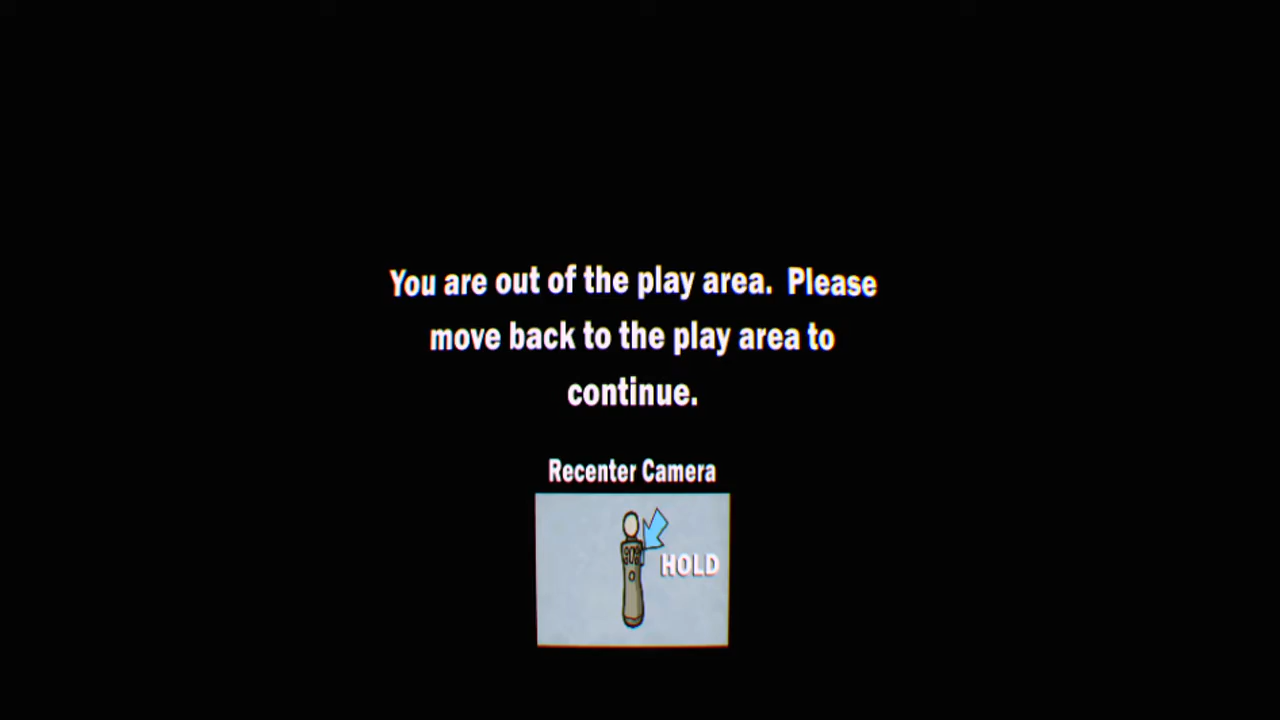 You are out of the play area. Please
move back to the play area to
continue.
Recenter Camera
HOLD